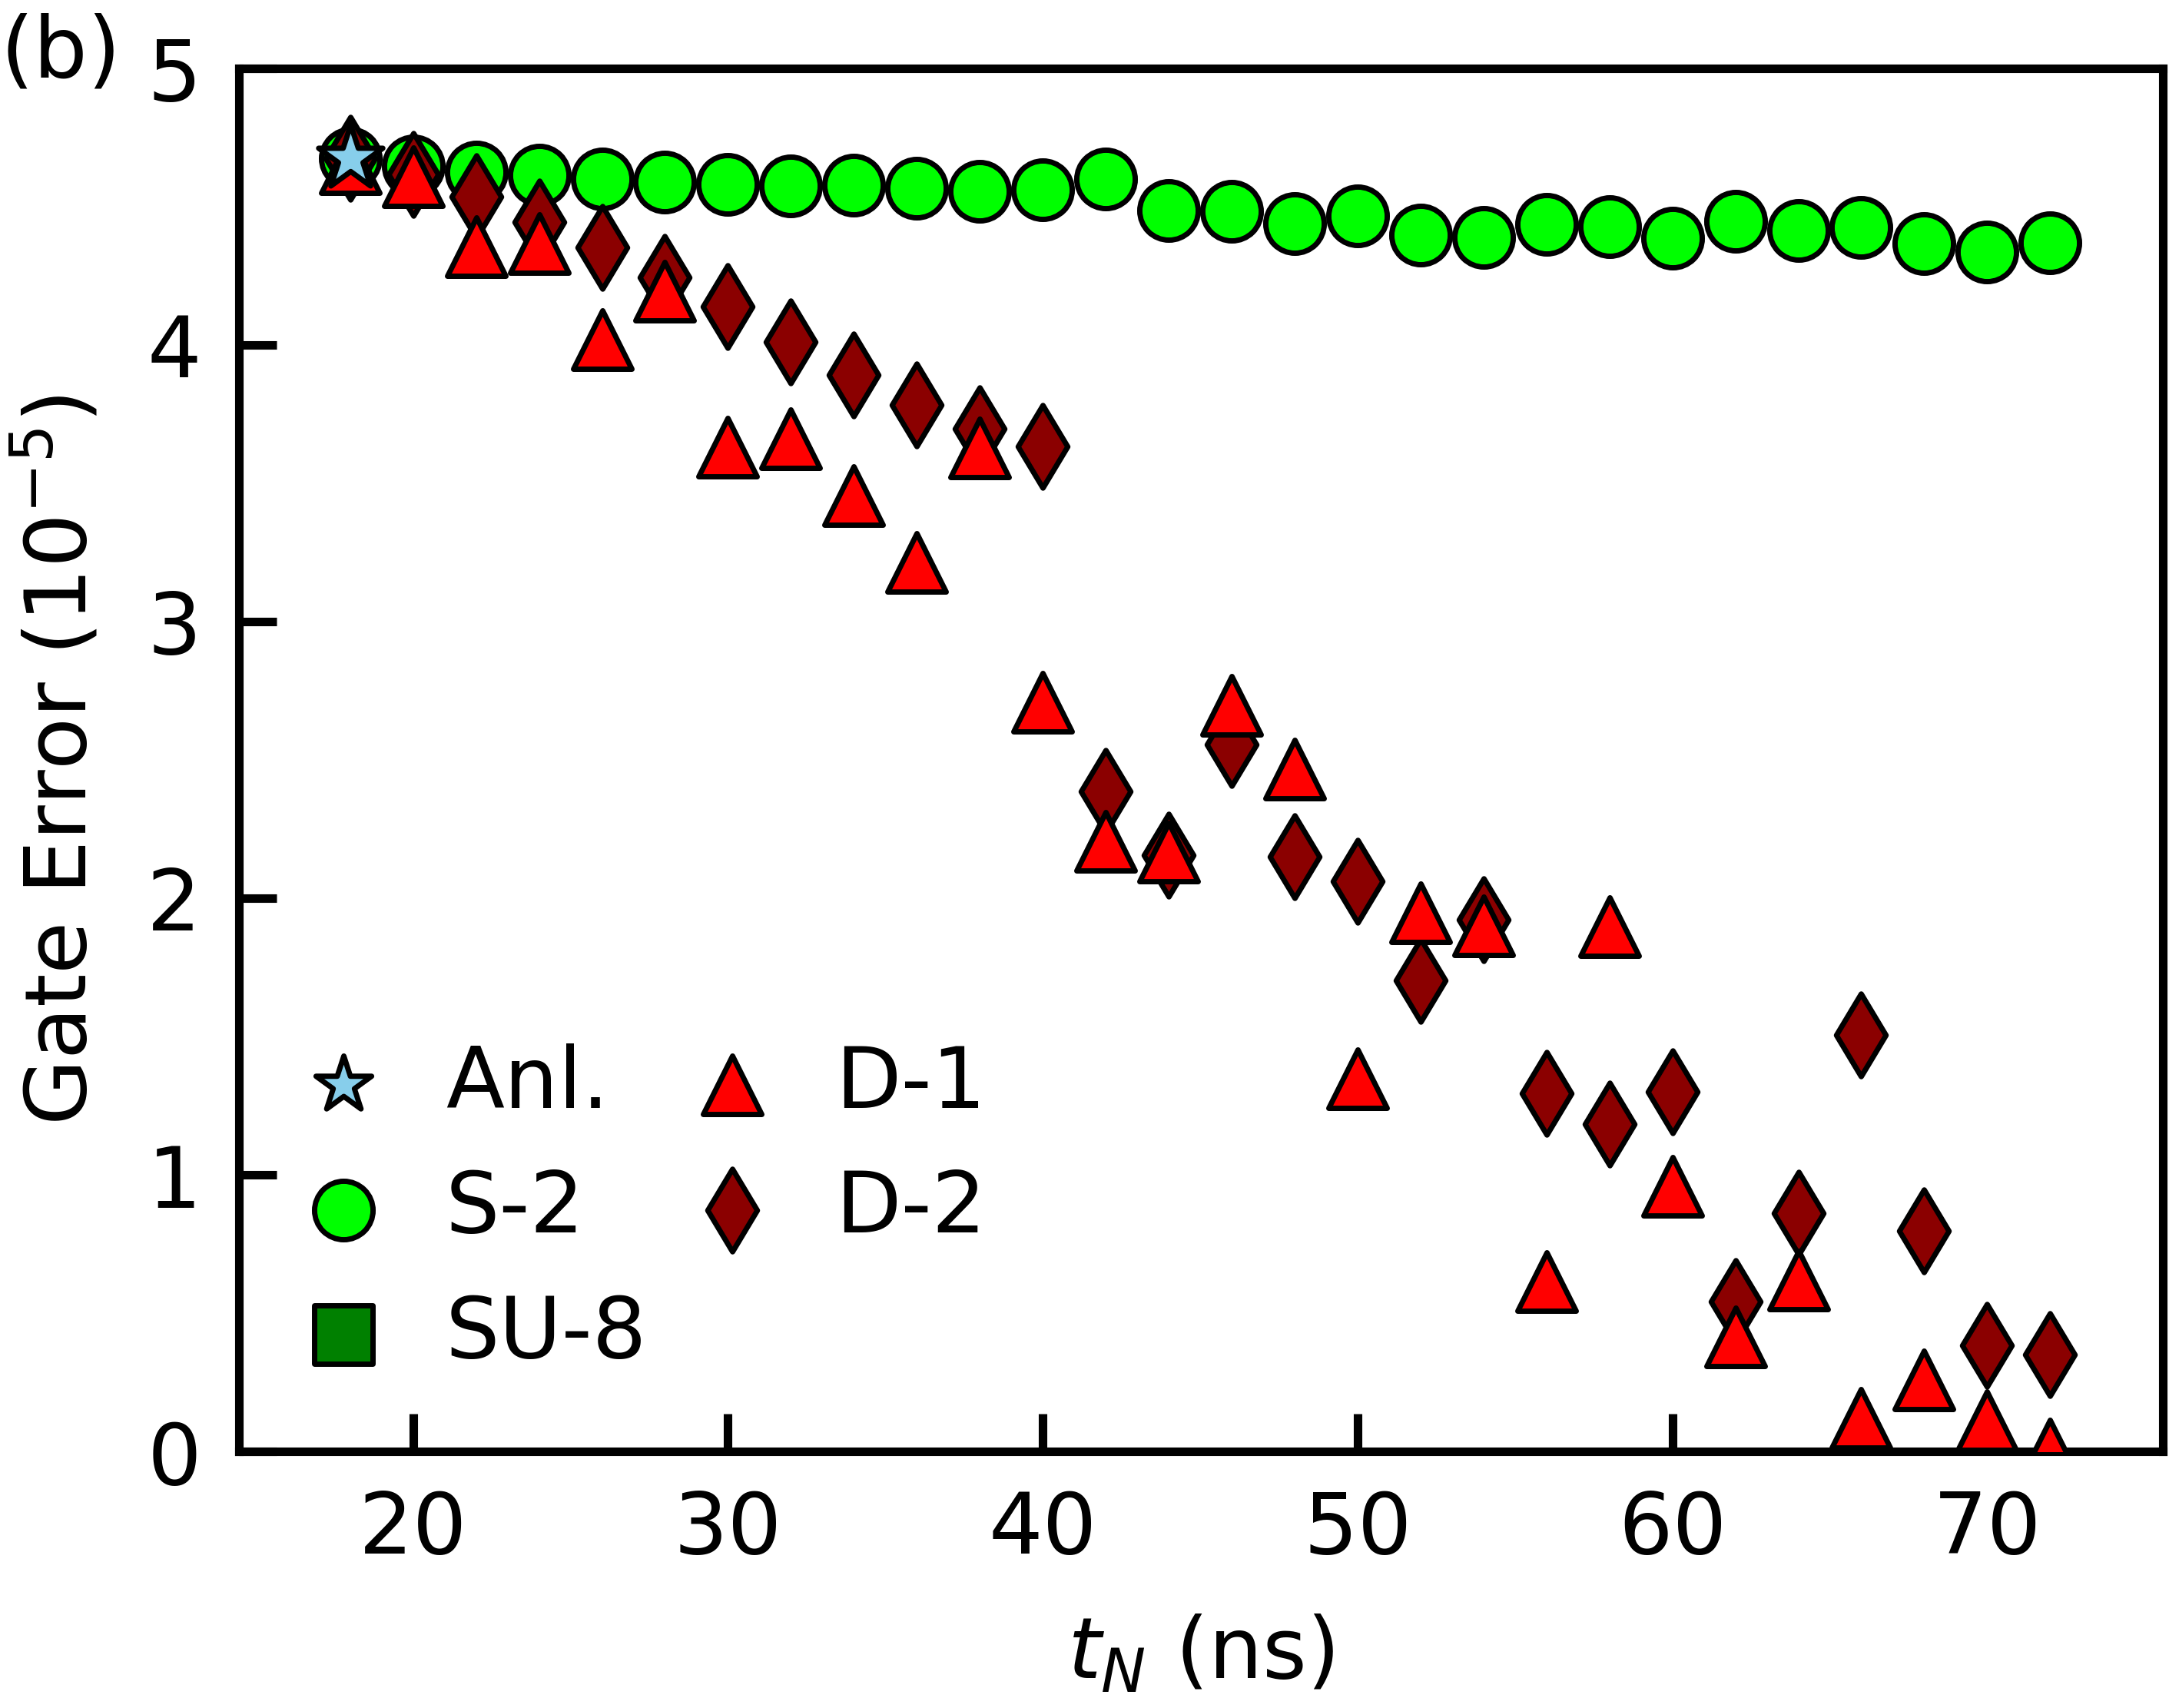 (b)
Gate Error (10⁻⁵)
5
4
3
2
1
0
Anl.
S-2
SU-8
D-1
D-2
20 30 40 50 60 70
t_N (ns)